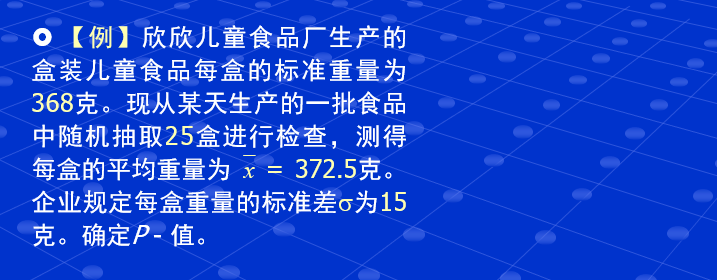 【例】欣欣儿童食品厂生产的
盒装儿童食品每盒的标准重量为
368克。现从某天生产的一批食品
中随机抽取25盒进行检查，测得
每盒的平均重量为 x̄ = 372.5克。
企业规定每盒重量的标准差σ为15
克。确定P - 值。